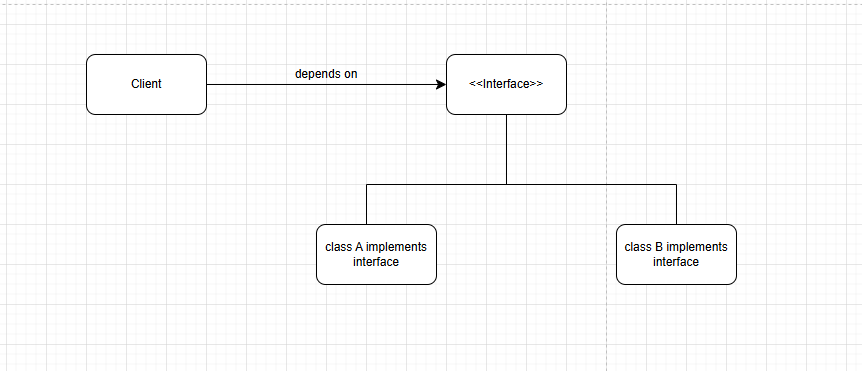 depends on
Client
<<Interface>>
class A implements
interface
class B implements
interface